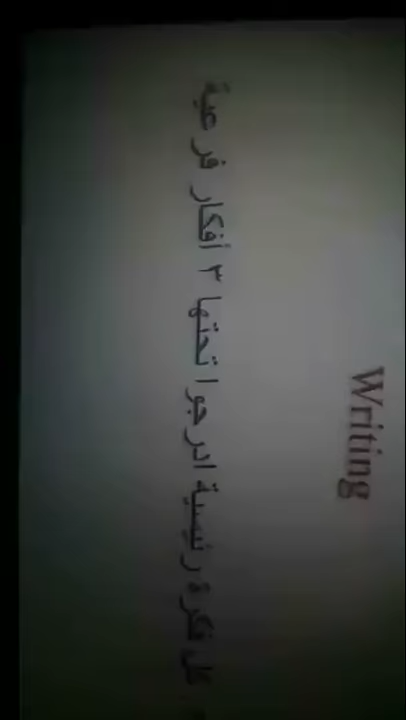 Writing
كل فكرة رئيسية ادرجوا تحتها ٣ أفكار فرعية